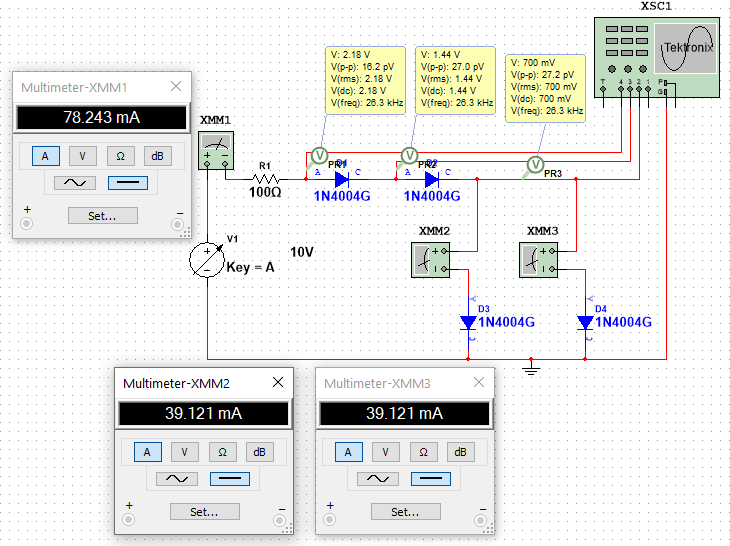 XSC1
Tektronix
P
G
T
4
3
2
1
V: 2.18 V
V(p-p): 16.2 pV
V(rms): 2.18 V
V(dc): 2.18 V
V(freq): 26.3 kHz
V: 1.44 V
V(p-p): 27.0 pV
V(rms): 1.44 V
V(dc): 1.44 V
V(freq): 26.3 kHz
V: 700 mV
V(p-p): 27.2 pV
V(rms): 700 mV
V(dc): 700 mV
V(freq): 26.3 kHz
Multimeter-XMM1
78.243 mA
A
V
Ω
dB
+
Set...
−
XMM1
+ −
R1
100Ω
V
PR1
A
C
1N4004G
V
PR2
A
C
1N4004G
V
PR3
V1
+
−
Key = A
10V
XMM2
XMM3
D3
1N4004G
C
D4
1N4004G
C
Multimeter-XMM2
39.121 mA
A
V
Ω
dB
+
Set...
−
Multimeter-XMM3
39.121 mA
A
V
Ω
dB
+
Set...
−